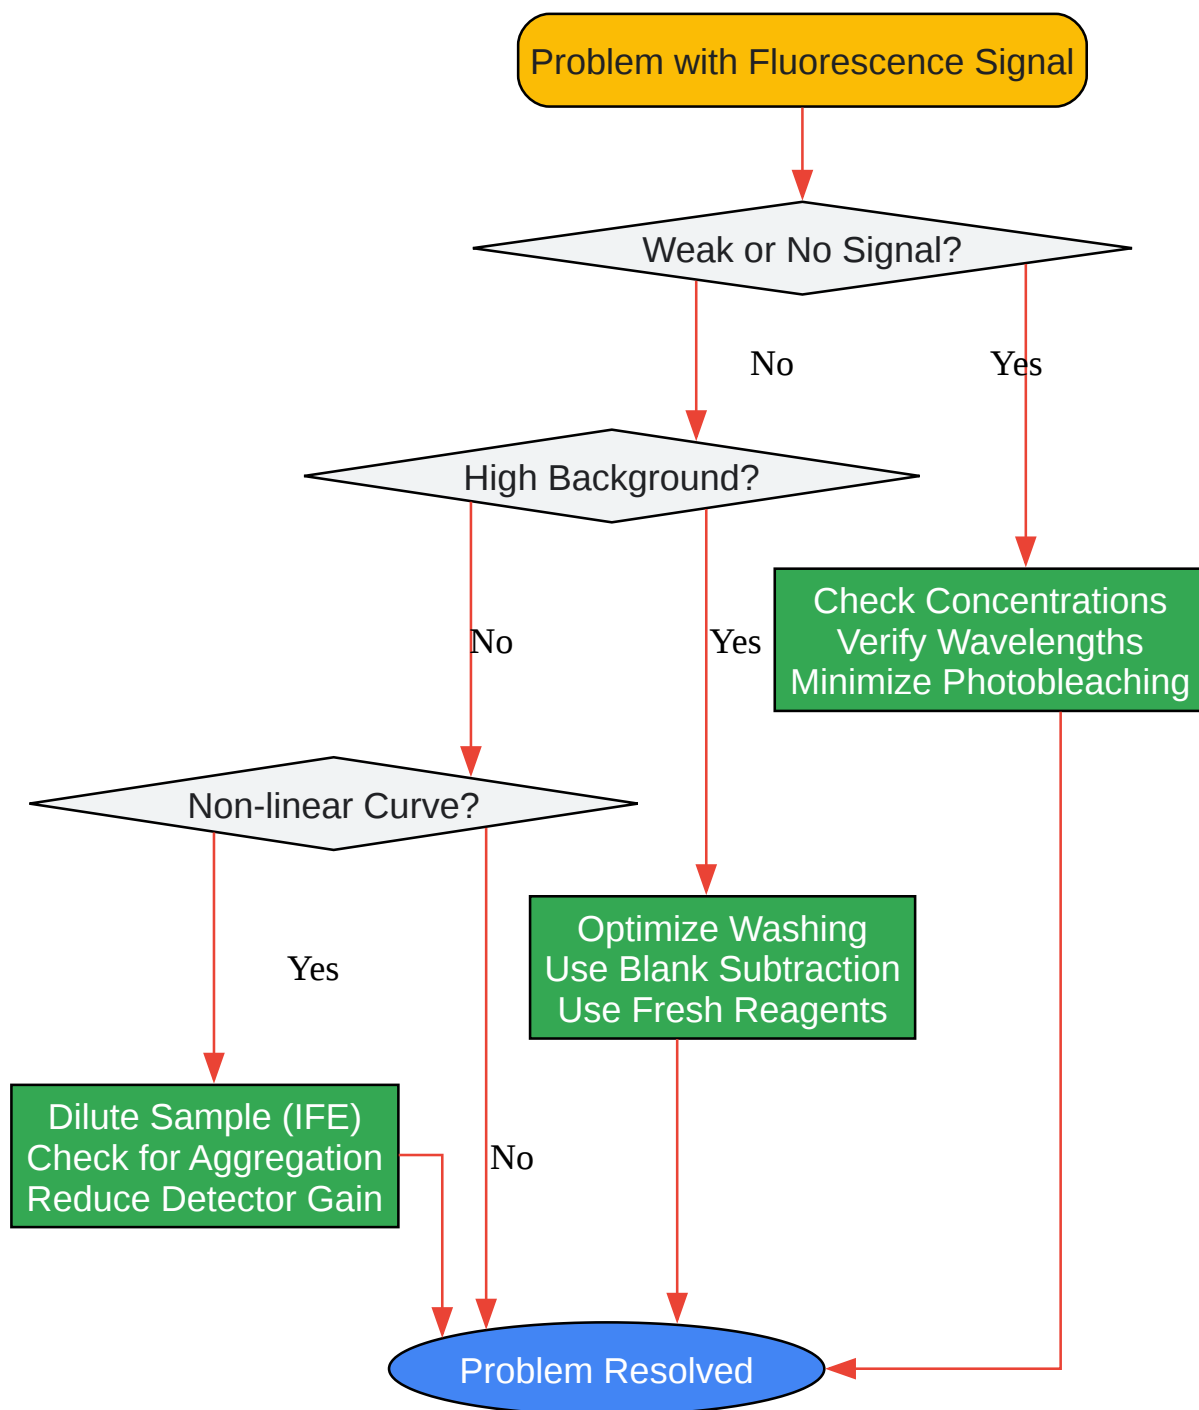 Problem with Fluorescence Signal
Weak or No Signal?
No
Yes
High Background?
Check Concentrations
Verify Wavelengths
Minimize Photobleaching
No
Yes
Non-linear Curve?
Optimize Washing
Use Blank Subtraction
Use Fresh Reagents
Yes
Dilute Sample (IFE)
Check for Aggregation
Reduce Detector Gain
No
Problem Resolved